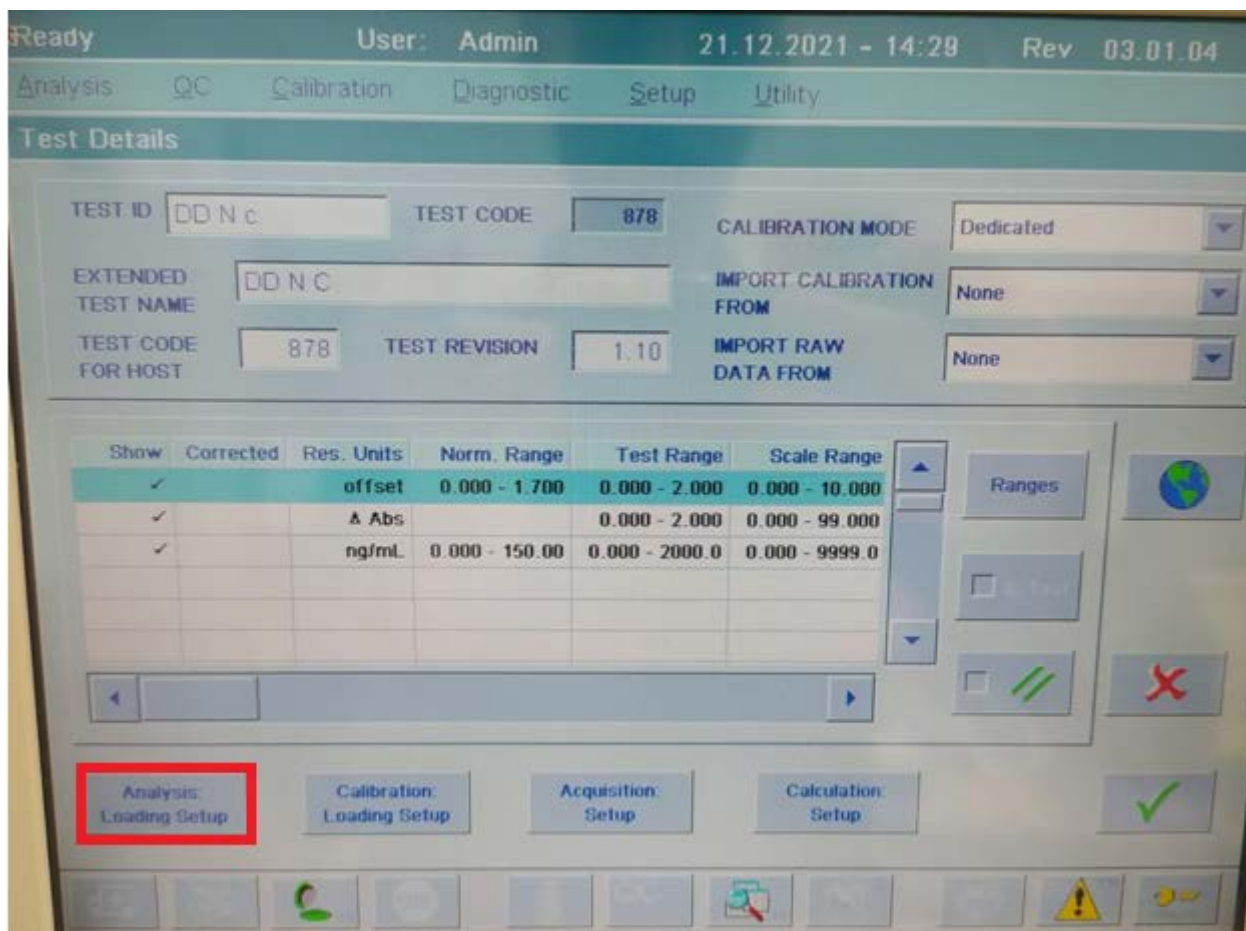 Ready User: Admin 21.12.2021 - 14:29 Rev 03.01.04
Analysis QC Calibration Diagnostic Setup Utility
Test Details
TEST ID DD N c TEST CODE 878 CALIBRATION MODE Dedicated
EXTENDED TEST NAME DD N C IMPORT CALIBRATION FROM None
TEST CODE FOR HOST 878 TEST REVISION 1.10 IMPORT RAW DATA FROM None
Show Corrected Res. Units Norm. Range Test Range Scale Range
✓ offset 0.000 - 1.700 0.000 - 2.000 0.000 - 10.000
✓ Δ Abs 0.000 - 2.000 0.000 - 99.000
✓ ng/mL 0.000 - 150.00 0.000 - 2000.0 0.000 - 9999.0
Ranges
Analysis: Calibration: Acquisition: Calculation:
Loading Setup Loading Setup Setup Setup